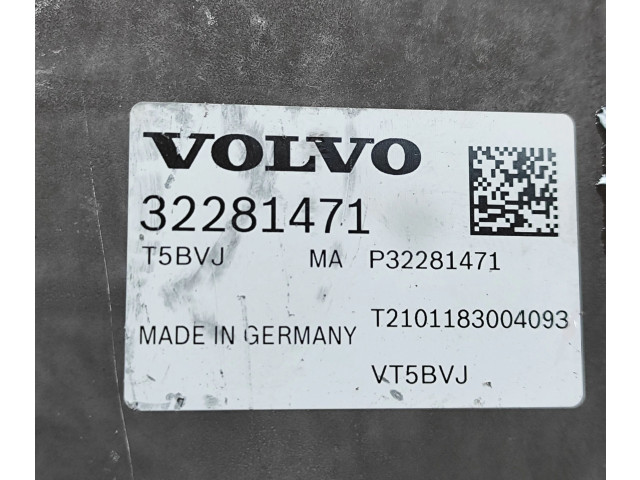 VOLVO
32281471
T5BVJ MA P32281471
T2101183004093
MADE IN GERMANY
VT5BVJ